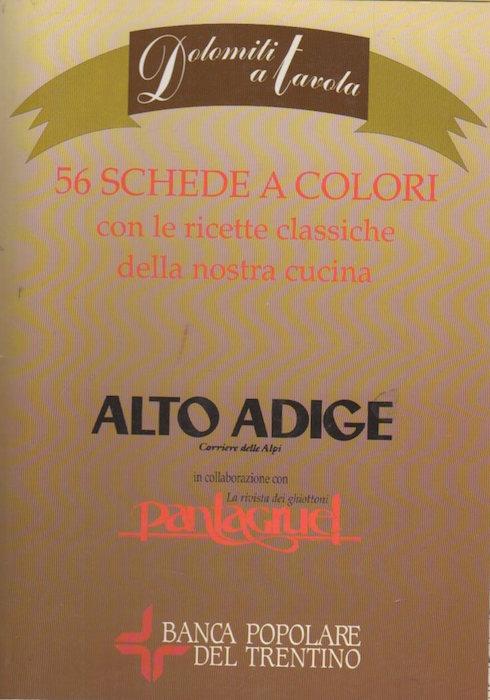 Dolomiti
a tavola
56 SCHEDE A COLORI
con le ricette classiche
della nostra cucina
ALTO ADIGE
Corriere delle Alpi
in collaborazione con
La rivista dei ghiottoni
pantagruel
BANCA POPOLARE
DEL TRENTINO